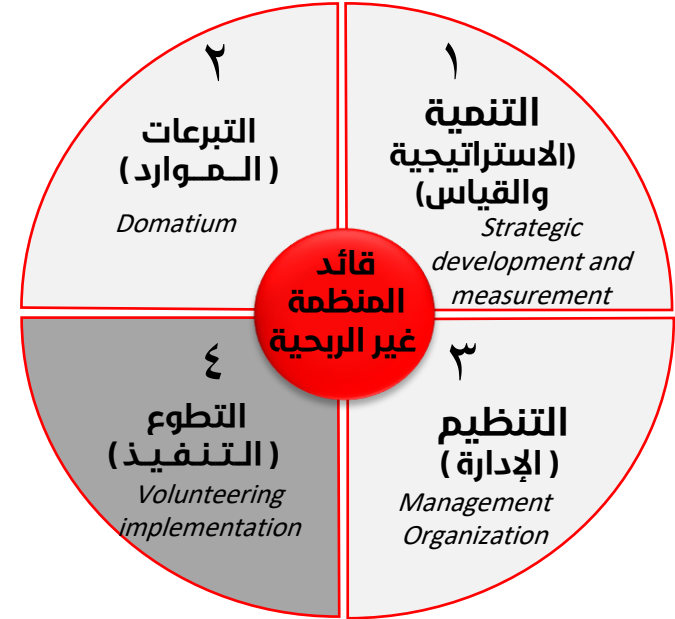 ١
التنمية
(الاستراتيجية
والقياس)
Strategic
development and
measurement
٢
التبرعات
(الـمـوارد)
Domatium
قائد
المنظمة
غير الربحية
٣
التنظيم
(الإدارة)
Management
Organization
٤
التطوع
(الـتـنـفـيـذ)
Volunteering
implementation